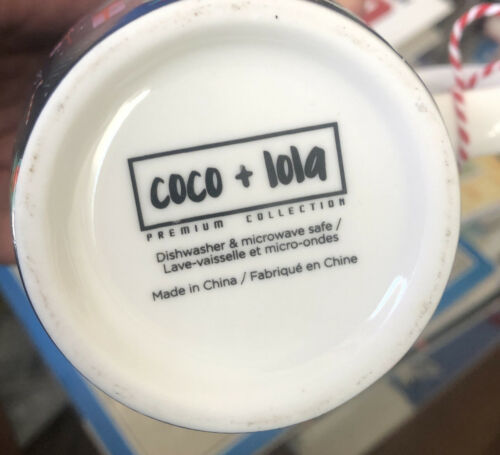 coco + lola
PREMIUM COLLECTION
Dishwasher & microwave safe /
Lave-vaisselle et micro-ondes
Made in China / Fabriqué en Chine